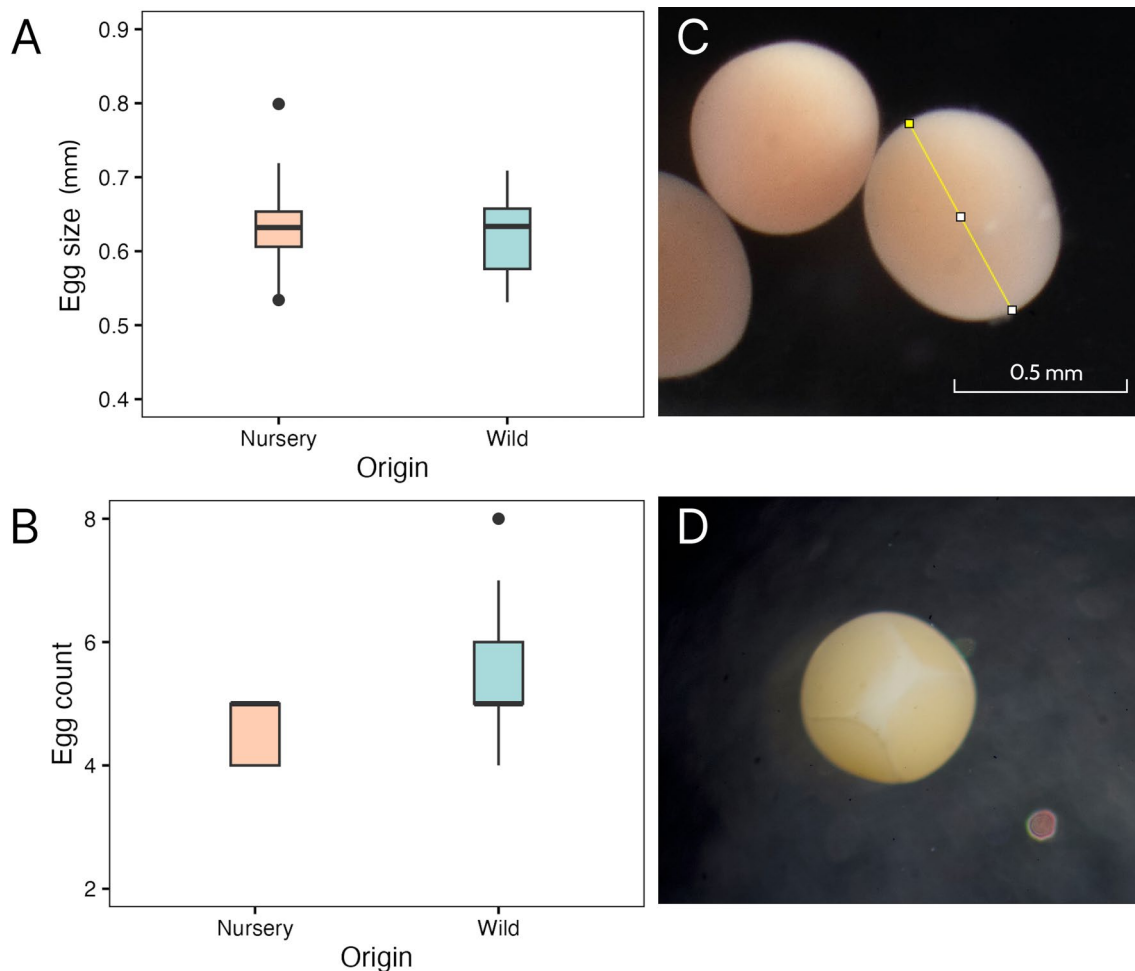 A
Egg size (mm)
0.9
0.8
0.7
0.6
0.5
0.4
Nursery
Wild
Origin
C
0.5 mm
B
Egg count
8
6
4
2
Nursery
Wild
Origin
D